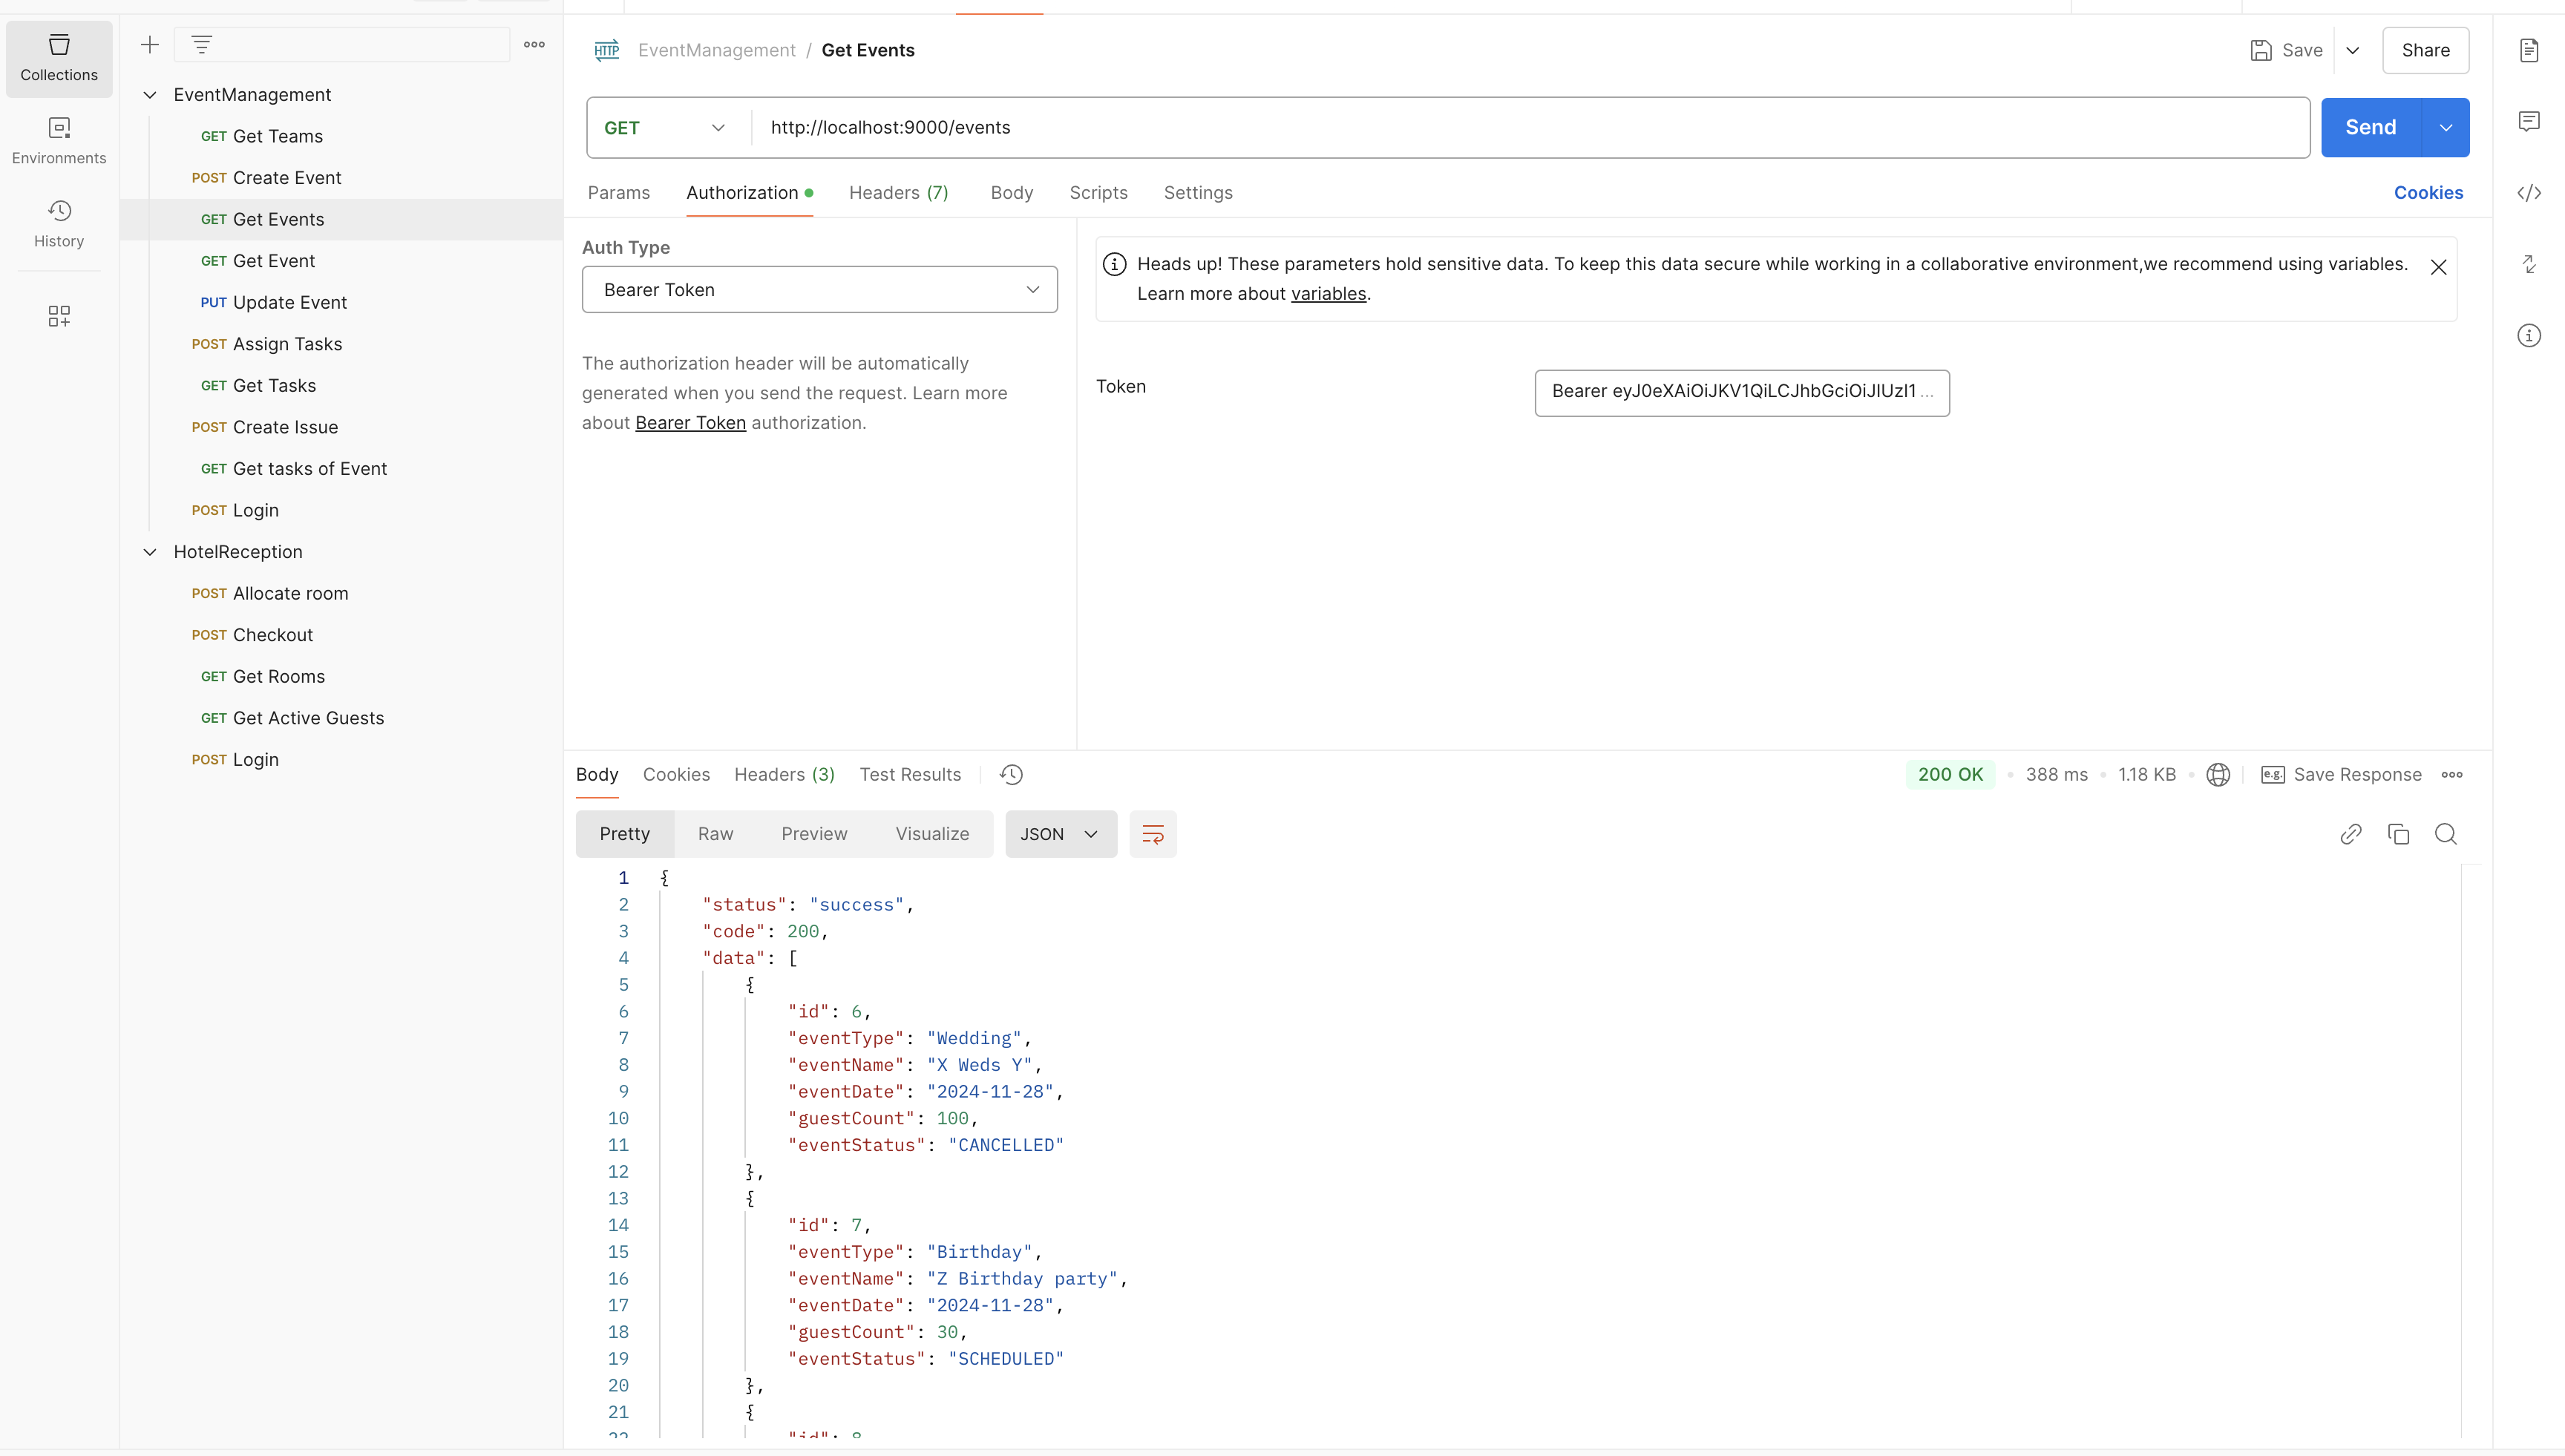 Collections
Environments
History
EventManagement
GET Get Teams
POST Create Event
GET Get Events
GET Get Event
PUT Update Event
POST Assign Tasks
GET Get Tasks
POST Create Issue
GET Get tasks of Event
POST Login
HotelReception
POST Allocate room
POST Checkout
GET Get Rooms
GET Get Active Guests
POST Login
HTTP EventManagement / Get Events
Save
Share
GET http://localhost:9000/events
Send
Params Authorization Headers (7) Body Scripts Settings
Cookies
Auth Type
Bearer Token
The authorization header will be automatically
generated when you send the request. Learn more
about Bearer Token authorization.
Heads up! These parameters hold sensitive data. To keep this data secure while working in a collaborative environment,we recommend using variables.
Learn more about variables.
Token
Bearer eyJ0eXAiOiJKV1QiLCJhbGciOiJIUzI1 ...
Body Cookies Headers (3) Test Results
200 OK • 388 ms • 1.18 KB
e.g. Save Response
Pretty Raw Preview Visualize JSON
1 {
2 "status": "success",
3 "code": 200,
4 "data": [
5 {
6 "id": 6,
7 "eventType": "Wedding",
8 "eventName": "X Weds Y",
9 "eventDate": "2024-11-28",
10 "guestCount": 100,
11 "eventStatus": "CANCELLED"
12 },
13 {
14 "id": 7,
15 "eventType": "Birthday",
16 "eventName": "Z Birthday party",
17 "eventDate": "2024-11-28",
18 "guestCount": 30,
19 "eventStatus": "SCHEDULED"
20 },
21 {